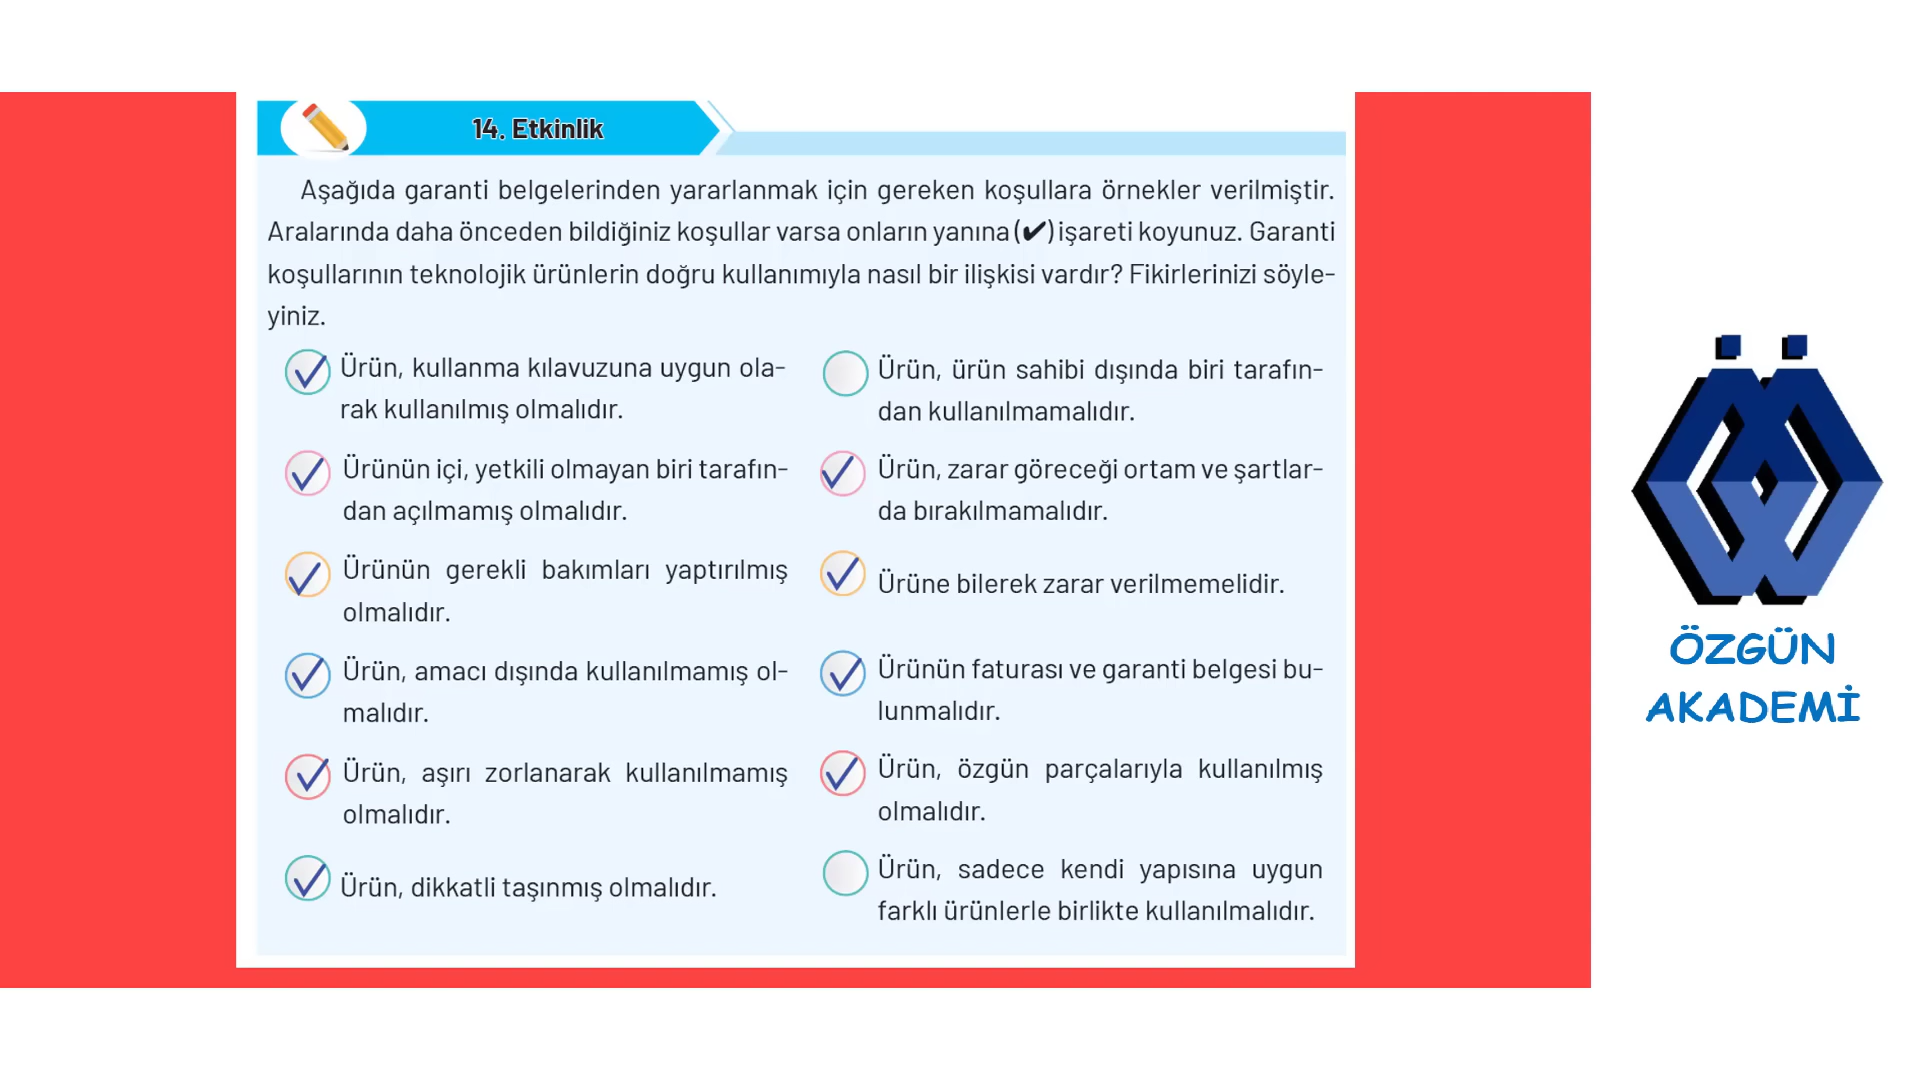 14. Etkinlik
Aşağıda garanti belgelerinden yararlanmak için gereken koşullara örnekler verilmiştir.
Aralarında daha önceden bildiğiniz koşullar varsa onların yanına (✔) işareti koyunuz. Garanti
koşullarının teknolojik ürünlerin doğru kullanımıyla nasıl bir ilişkisi vardır? Fikirlerinizi söyle-
yiniz.
Ürün, kullanma kılavuzuna uygun ola-
rak kullanılmış olmalıdır.
Ürünün içi, yetkili olmayan biri tarafın-
dan açılmamış olmalıdır.
Ürünün gerekli bakımları yaptırılmış
olmalıdır.
Ürün, amacı dışında kullanılmamış ol-
malıdır.
Ürün, aşırı zorlanarak kullanılmamış
olmalıdır.
Ürün, dikkatli taşınmış olmalıdır.
Ürün, ürün sahibi dışında biri tarafın-
dan kullanılmamalıdır.
Ürün, zarar göreceği ortam ve şartlar-
da bırakılmamalıdır.
Ürüne bilerek zarar verilmemelidir.
Ürünün faturası ve garanti belgesi bu-
lunmalıdır.
Ürün, özgün parçalarıyla kullanılmış
olmalıdır.
Ürün, sadece kendi yapısına uygun
farklı ürünlerle birlikte kullanılmalıdır.
ÖZGÜN
AKADEMİ